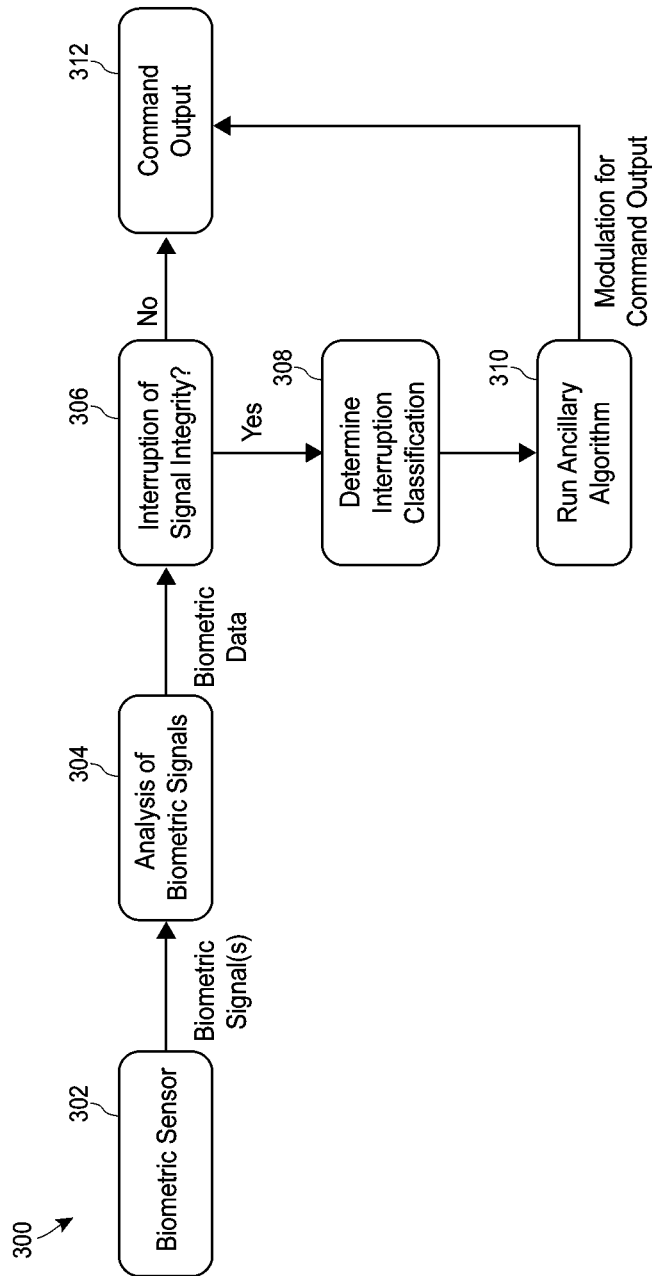 300
302
Biometric Sensor
Biometric
Signal(s)
304
Analysis of
Biometric Signals
Biometric
Data
306
Interruption of
Signal Integrity?
No
312
Command
Output
Yes
308
Determine
Interruption
Classification
310
Run Ancillary
Algorithm
Modulation for
Command Output